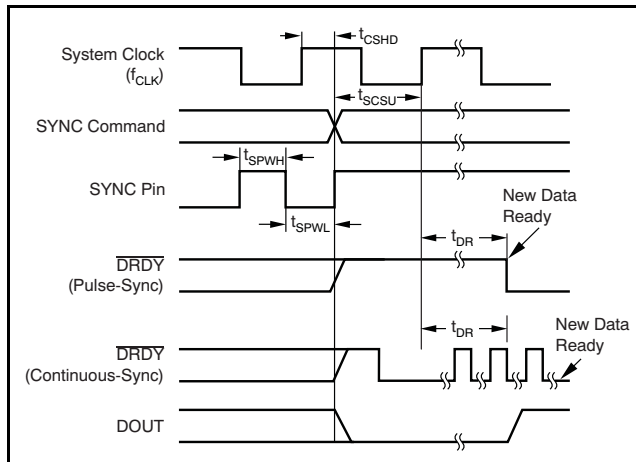 System Clock
(fCLK)
tCSHD
tSCSU
SYNC Command
tSPWH
SYNC Pin
tSPWL
New Data
Ready
tDR
DRDY
(Pulse-Sync)
tDR
New Data
Ready
DRDY
(Continuous-Sync)
DOUT